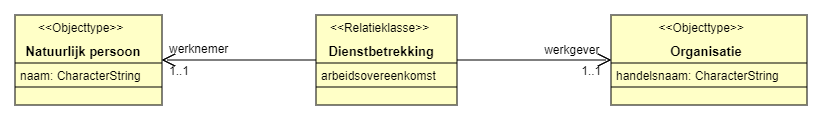 <<Objecttype>>
Natuurlijk persoon
naam: CharacterString
werknemer
1..1
<<Relatieklasse>>
Dienstbetrekking
arbeidsovereenkomst
werkgever
1..1
<<Objecttype>>
Organisatie
handelsnaam: CharacterString